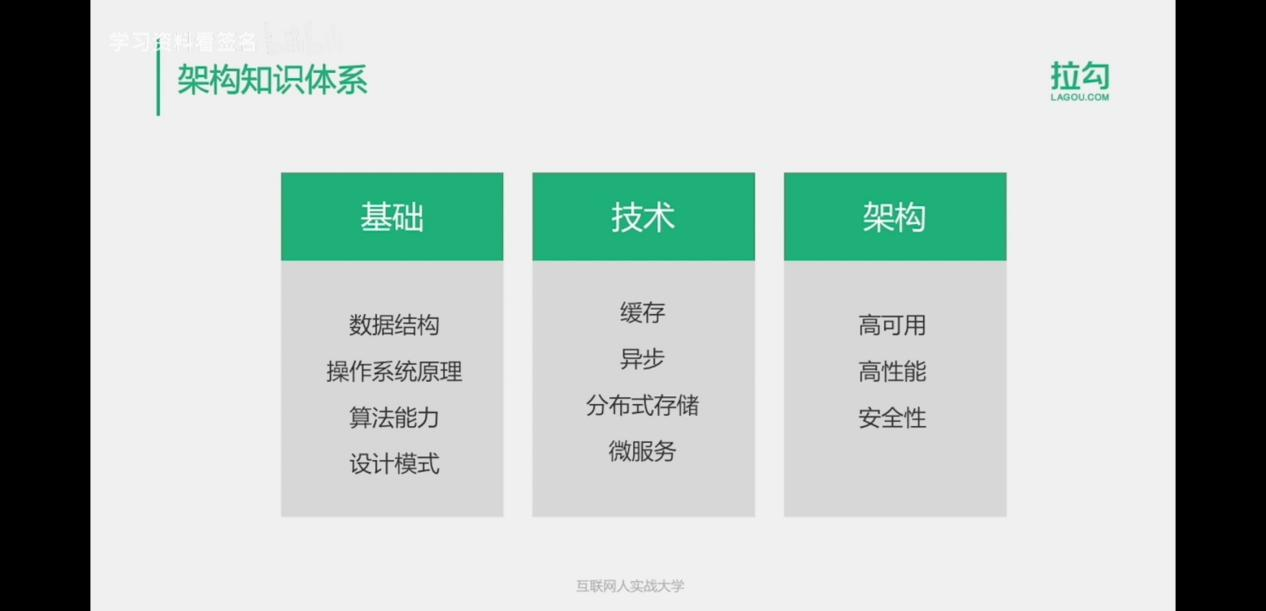 学习资料看签名
架构知识体系
拉勾
LAGOU.COM
基础
数据结构
操作系统原理
算法能力
设计模式
技术
缓存
异步
分布式存储
微服务
架构
高可用
高性能
安全性
互联网人实战大学